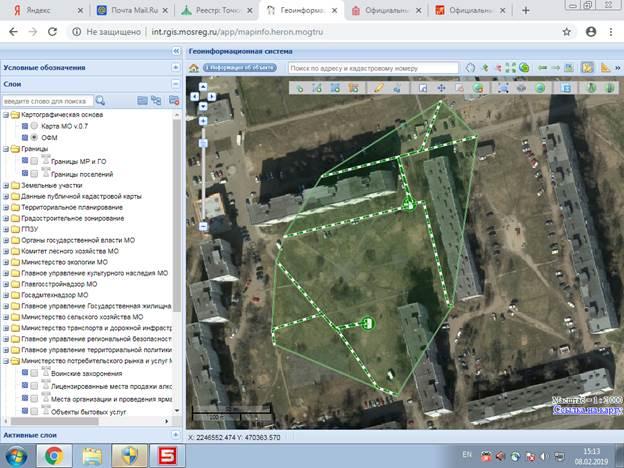 Яндекс
Почта Mail.Ru
Реестр: Точки
Геоинформа
Официальны
Официальны
Не защищено | int.rgis.mosreg.ru/app/mapinfo.heron.mogtru
Условные обозначения
Слои
введите слово для поиска
Картографическая основа
Карта МО v.0.7
ОФМ
Границы
Границы МР и ГО
Границы поселений
Земельные участки
Данные публичной кадастровой карты
Территориальное планирование
Градостроительное зонирование
ГПЗУ
Органы государственной власти МО
Комитет лесного хозяйства МО
Министерство экологии МО
Главное управление культурного наследия МО
Главгосстройнадзор МО
Госадмтехнадзор МО
Главное управление Государственная жилищна
Министерство сельского хозяйства МО
Министерство транспорта и дорожной инфраст
Главное управление региональной безопасност
Главное управление территориальной политики
Министерство потребительского рынка и услуг М
Воинские захоронения
Лицензированные места продажи алко
Места организации и проведения ярма
Объекты бытовых услуг
Активные слои
Геоинформационная система
Информация об объекте
Поиск по адресу и кадастровому номеру
100 m
Масштаб = 1 : 2000
Ссылка на карту
X: 2246552.474 Y: 470363.570
EN
15:13
08.02.2019